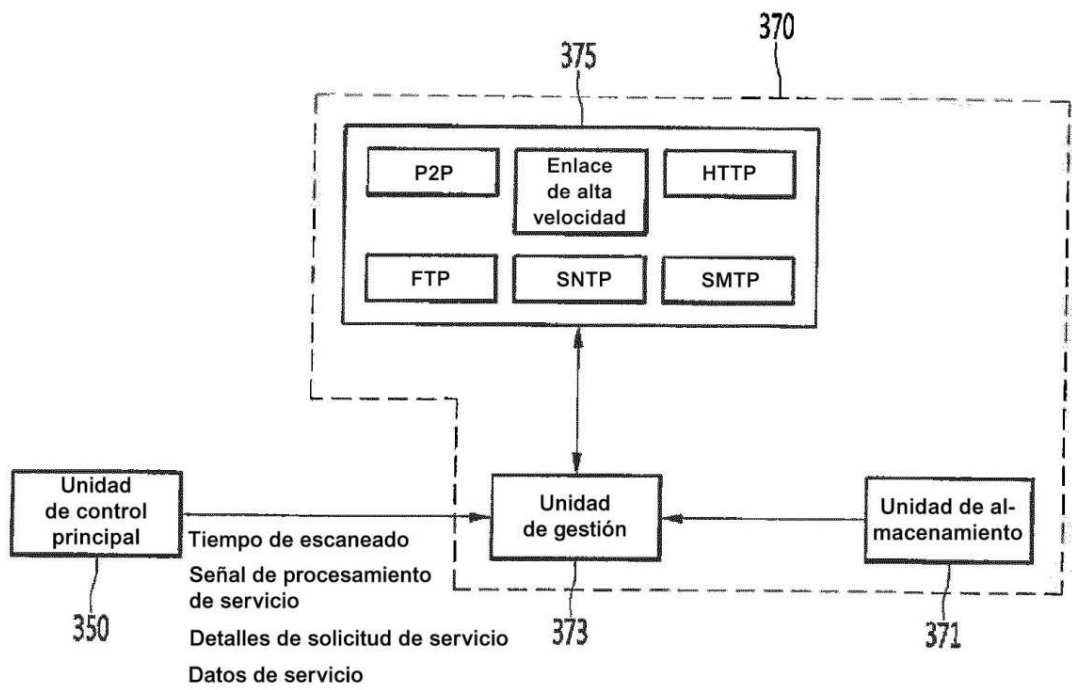 370
375
P2P
Enlace
de alta
velocidad
HTTP
FTP
SNTP
SMTP
Unidad
de control
principal
Unidad
de gestión
Unidad de al-
macenamiento
Tiempo de escaneado
Señal de procesamiento
de servicio
Detalles de solicitud de servicio
Datos de servicio
350
373
371